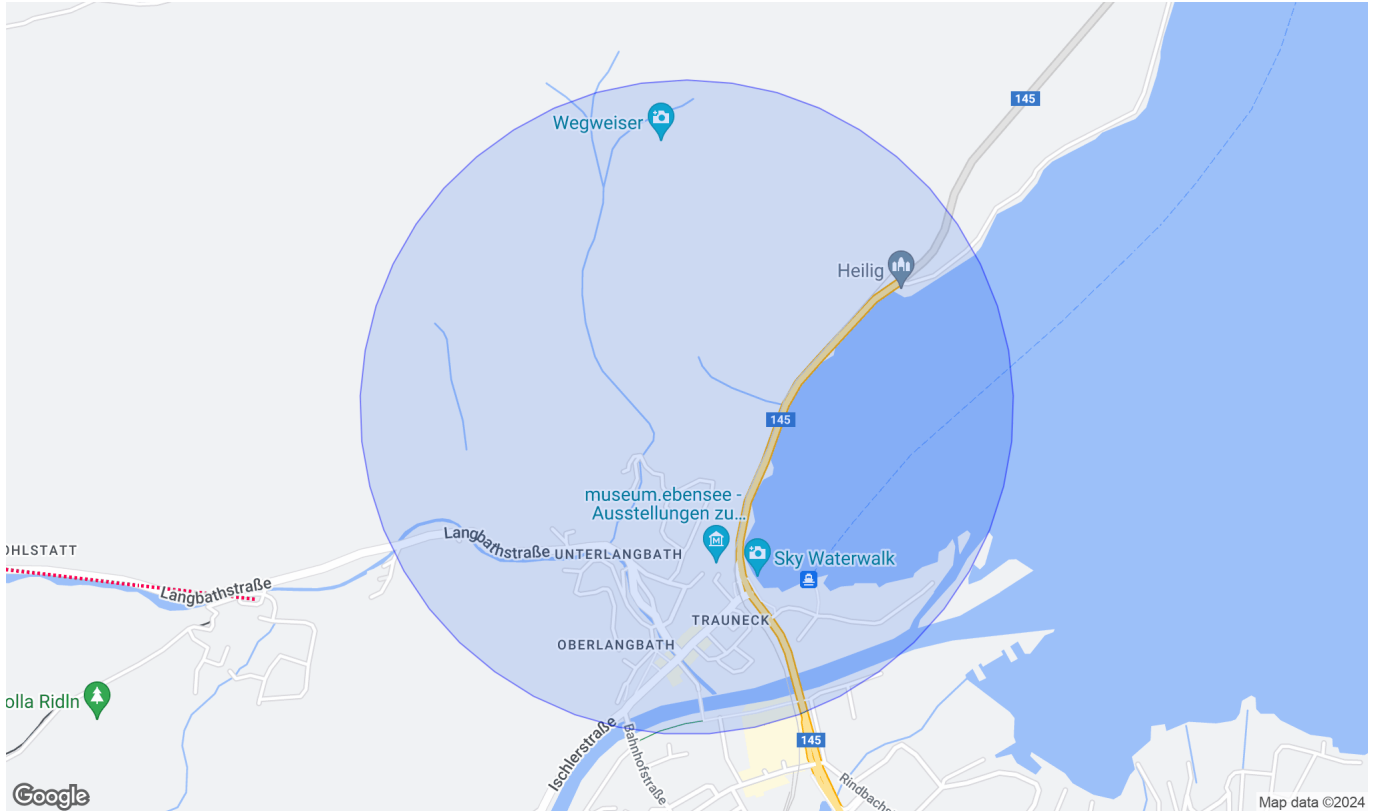 145
Wegweiser
Heilig
145
museum.ebensee -
Ausstellungen zu...
Langbathstraße
UNTERLANGBATH
Sky Waterwalk
OHLSTATT
Langbathstraße
TRAUNECK
OBERLANGBATH
olla Ridln
Ischlerstraße
Bahnhofstraße
145
Rindbachs
Google
Map data ©2024